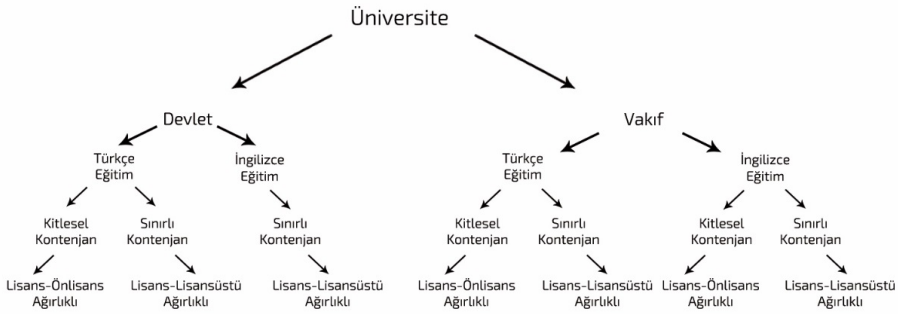 Üniversite
Devlet
Vakıf
Türkçe
Eğitim
İngilizce
Eğitim
Türkçe
Eğitim
İngilizce
Eğitim
Kitlesel
Kontenjan
Sınırlı
Kontenjan
Sınırlı
Kontenjan
Kitlesel
Kontenjan
Sınırlı
Kontenjan
Kitlesel
Kontenjan
Sınırlı
Kontenjan
Lisans-Önlisans
Ağırlıklı
Lisans-Lisansüstü
Ağırlıklı
Lisans-Lisansüstü
Ağırlıklı
Lisans-Önlisans
Ağırlıklı
Lisans-Lisansüstü
Ağırlıklı
Lisans-Önlisans
Ağırlıklı
Lisans-Lisansüstü
Ağırlıklı